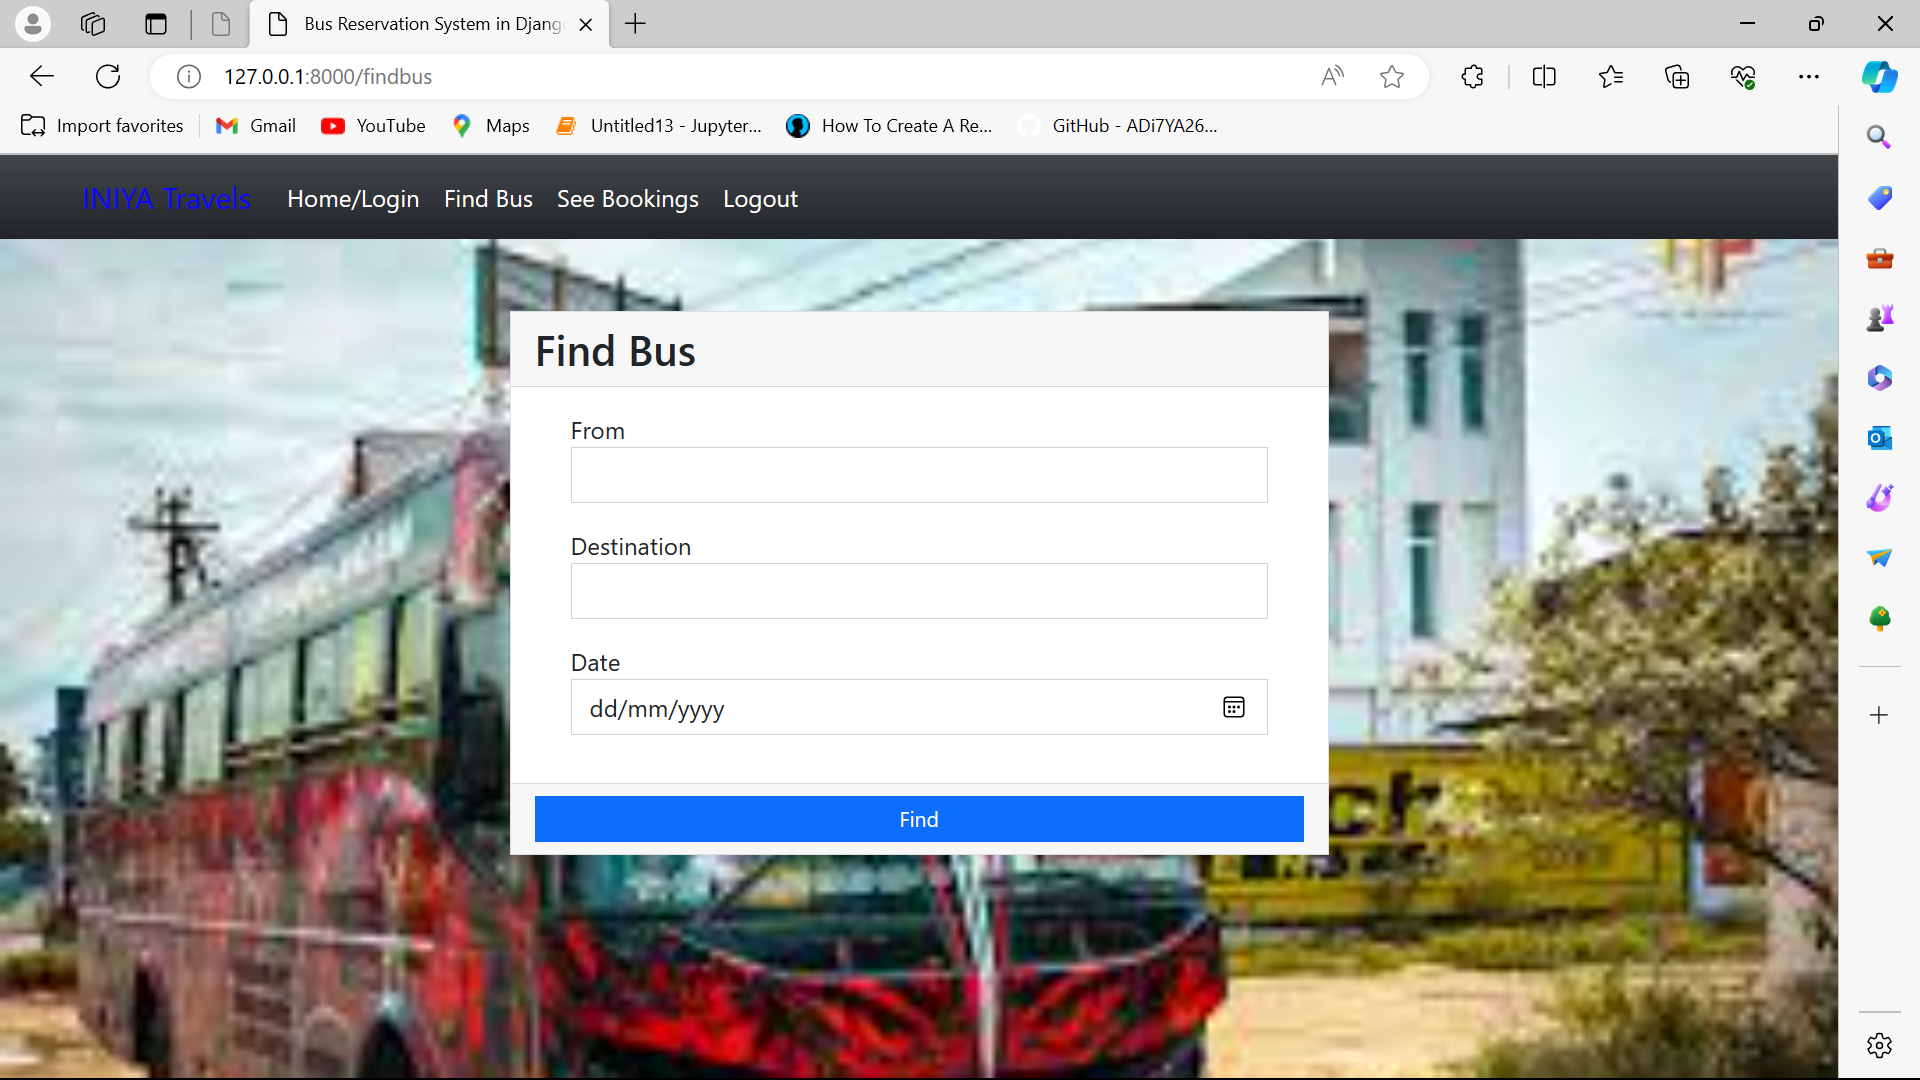 Bus Reservation System in Djang
127.0.0.1:8000/findbus
Import favorites
Gmail
YouTube
Maps
Untitled13 - Jupyter...
How To Create A Re...
GitHub - ADi7YA26...
INIYA Travels
Home/Login
Find Bus
See Bookings
Logout
Find Bus
From
Destination
Date
dd/mm/yyyy
Find